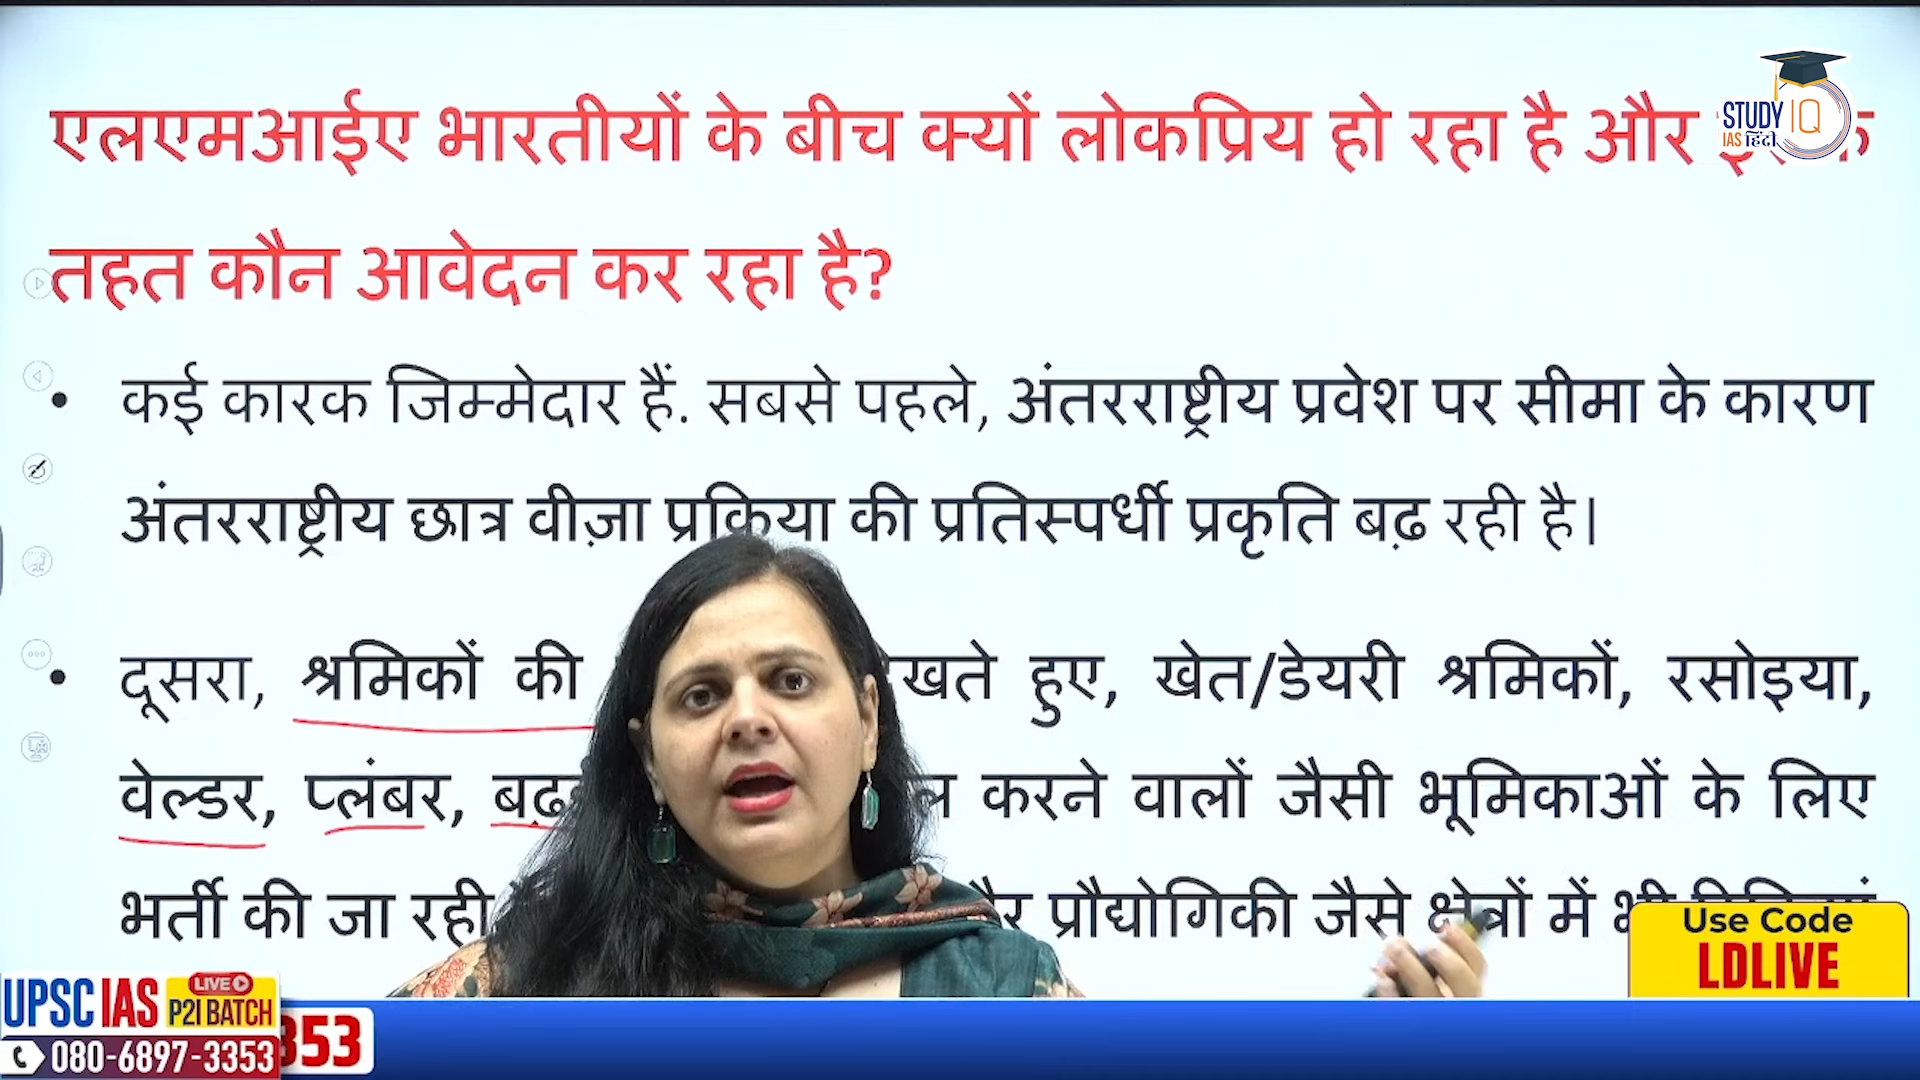 एलएमआईए भारतीयों के बीच क्यों लोकप्रिय हो रहा है और
तहत कौन आवेदन कर रहा है?
• कई कारक जिम्मेदार हैं. सबसे पहले, अंतरराष्ट्रीय प्रवेश पर सीमा के कारण
अंतरराष्ट्रीय छात्र वीज़ा प्रक्रिया की प्रतिस्पर्धी प्रकृति बढ़ रही है।
• दूसरा, श्रमिकों की हुए, खेत/डेयरी श्रमिकों, रसोइया,
वेल्डर, प्लंबर, करने वालों जैसी भूमिकाओं के लिए
भर्ती की जा रही प्रौद्योगिकी जैसे क्षेत्रों में
STUDY IQ
IAS हिंदी
Use Code
LDLIVE
UPSC IAS LIVE
P2I BATCH
080-6897-3353
353